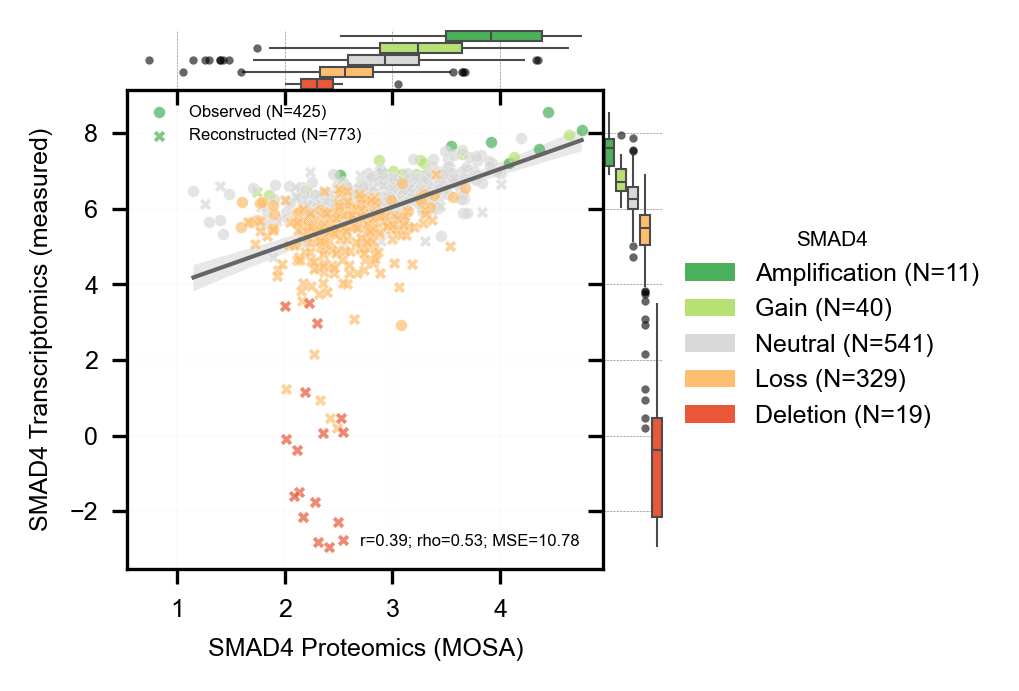 Observed (N=425)
Reconstructed (N=773)
8
6
4
2
0
−2
SMAD4 Transcriptomics (measured)
r=0.39; rho=0.53; MSE=10.78
1
2
3
4
SMAD4 Proteomics (MOSA)
SMAD4
Amplification (N=11)
Gain (N=40)
Neutral (N=541)
Loss (N=329)
Deletion (N=19)